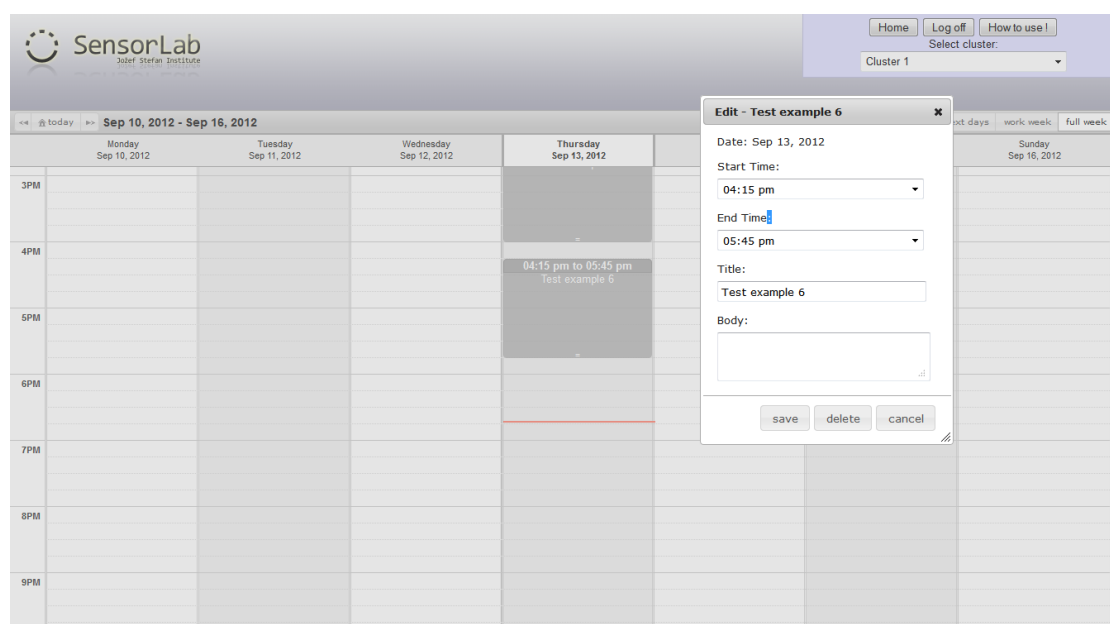 SensorLab
Jožef Stefan Institute
Home Log off How to use !
Select cluster:
Cluster 1
<< today >> Sep 10, 2012 - Sep 16, 2012
ext days work week full week
Monday Tuesday Wednesday Thursday Sunday
Sep 10, 2012 Sep 11, 2012 Sep 12, 2012 Sep 13, 2012 Sep 16, 2012
3PM
4PM
04:15 pm to 05:45 pm
Test example 6
5PM
6PM
7PM
8PM
9PM
Edit - Test example 6
Date: Sep 13, 2012
Start Time:
04:15 pm
End Time:
05:45 pm
Title:
Test example 6
Body:
save delete cancel